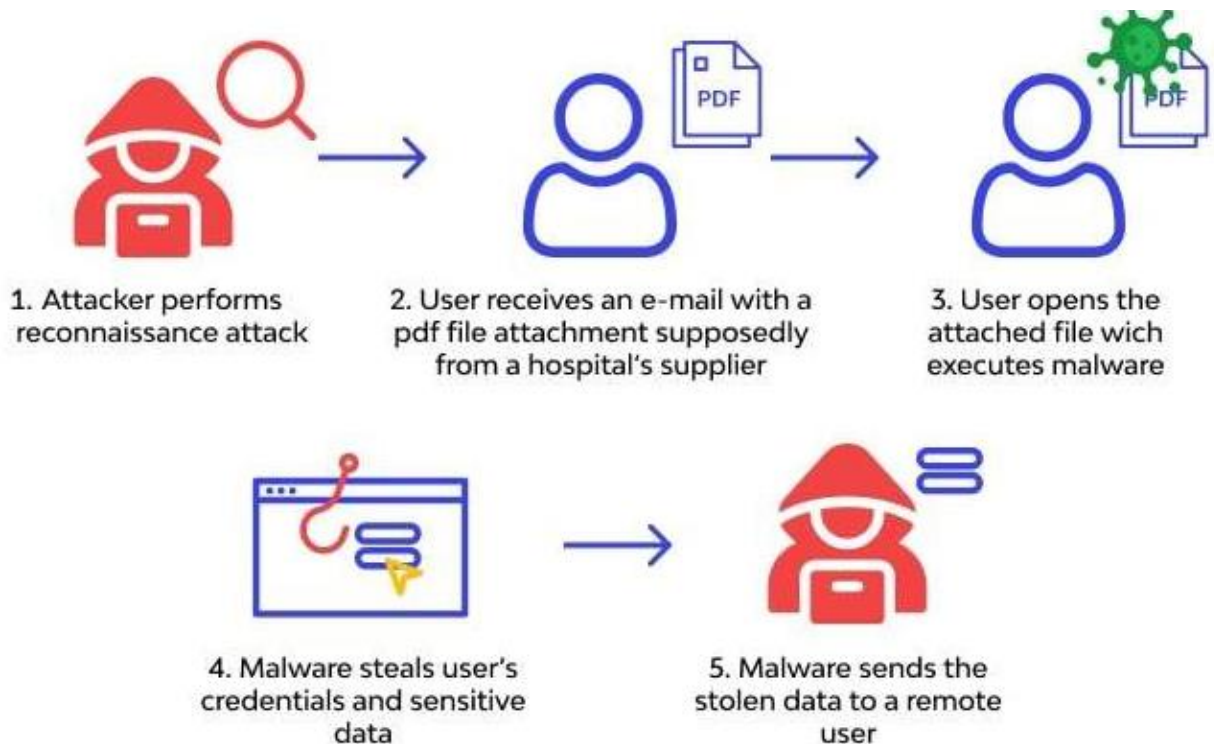 PDF
PDF
1. Attacker performs
reconnaissance attack
2. User receives an e-mail with a
pdf file attachment supposedly
from a hospital's supplier
3. User opens the
attached file wich
executes malware
4. Malware steals user's
credentials and sensitive
data
5. Malware sends the
stolen data to a remote
user